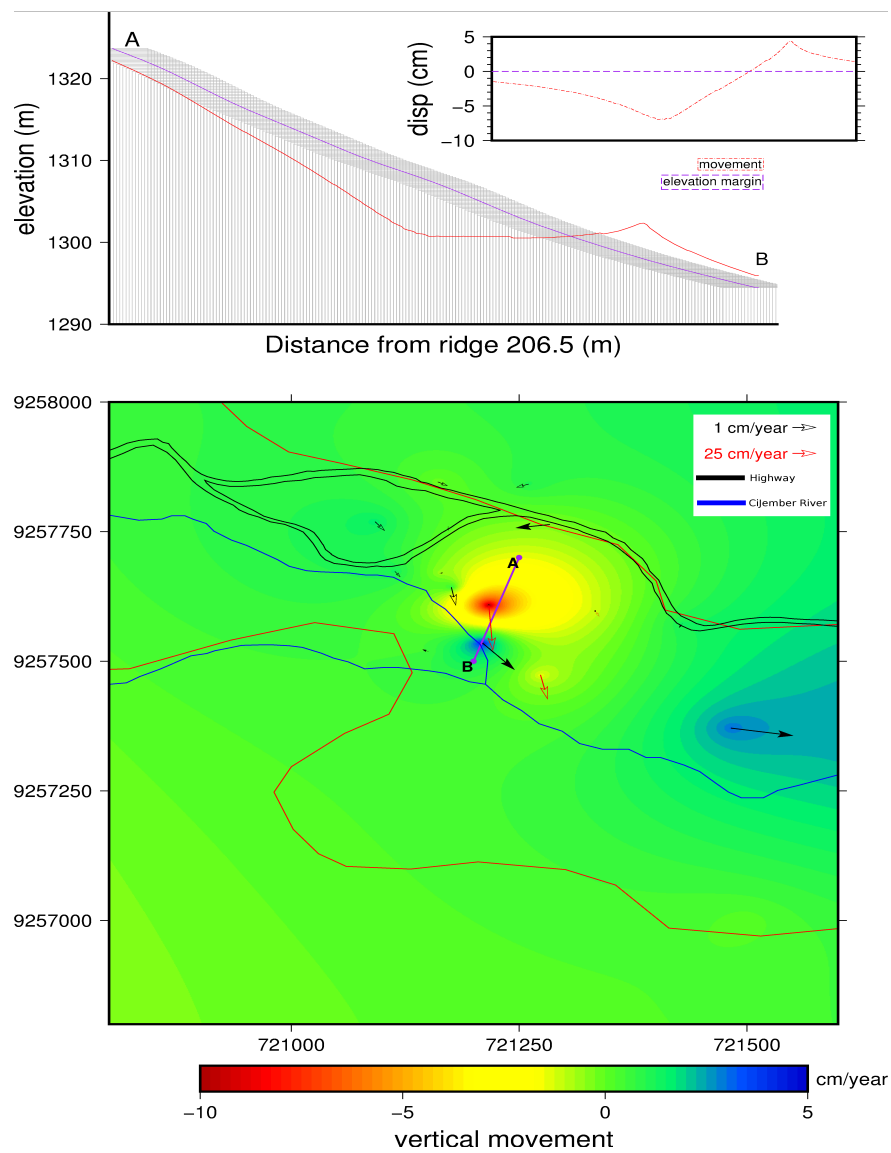 A
5
0
−5
−10
disp (cm)
1320
1310
1300
1290
elevation (m)
movement
elevation margin
B
Distance from ridge 206.5 (m)
9258000
9257750
9257500
9257250
9257000
1 cm/year
25 cm/year
Highway
CiJember River
A
B
721000
721250
721500
−10
−5
0
5
cm/year
vertical movement